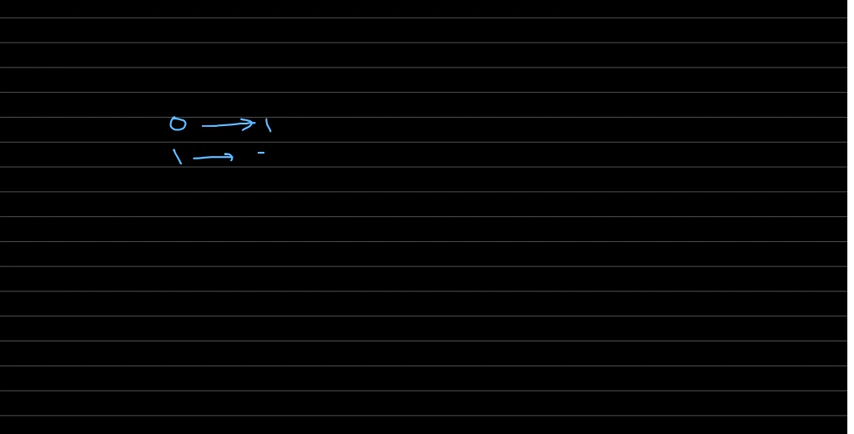 0 → 1
1 → -